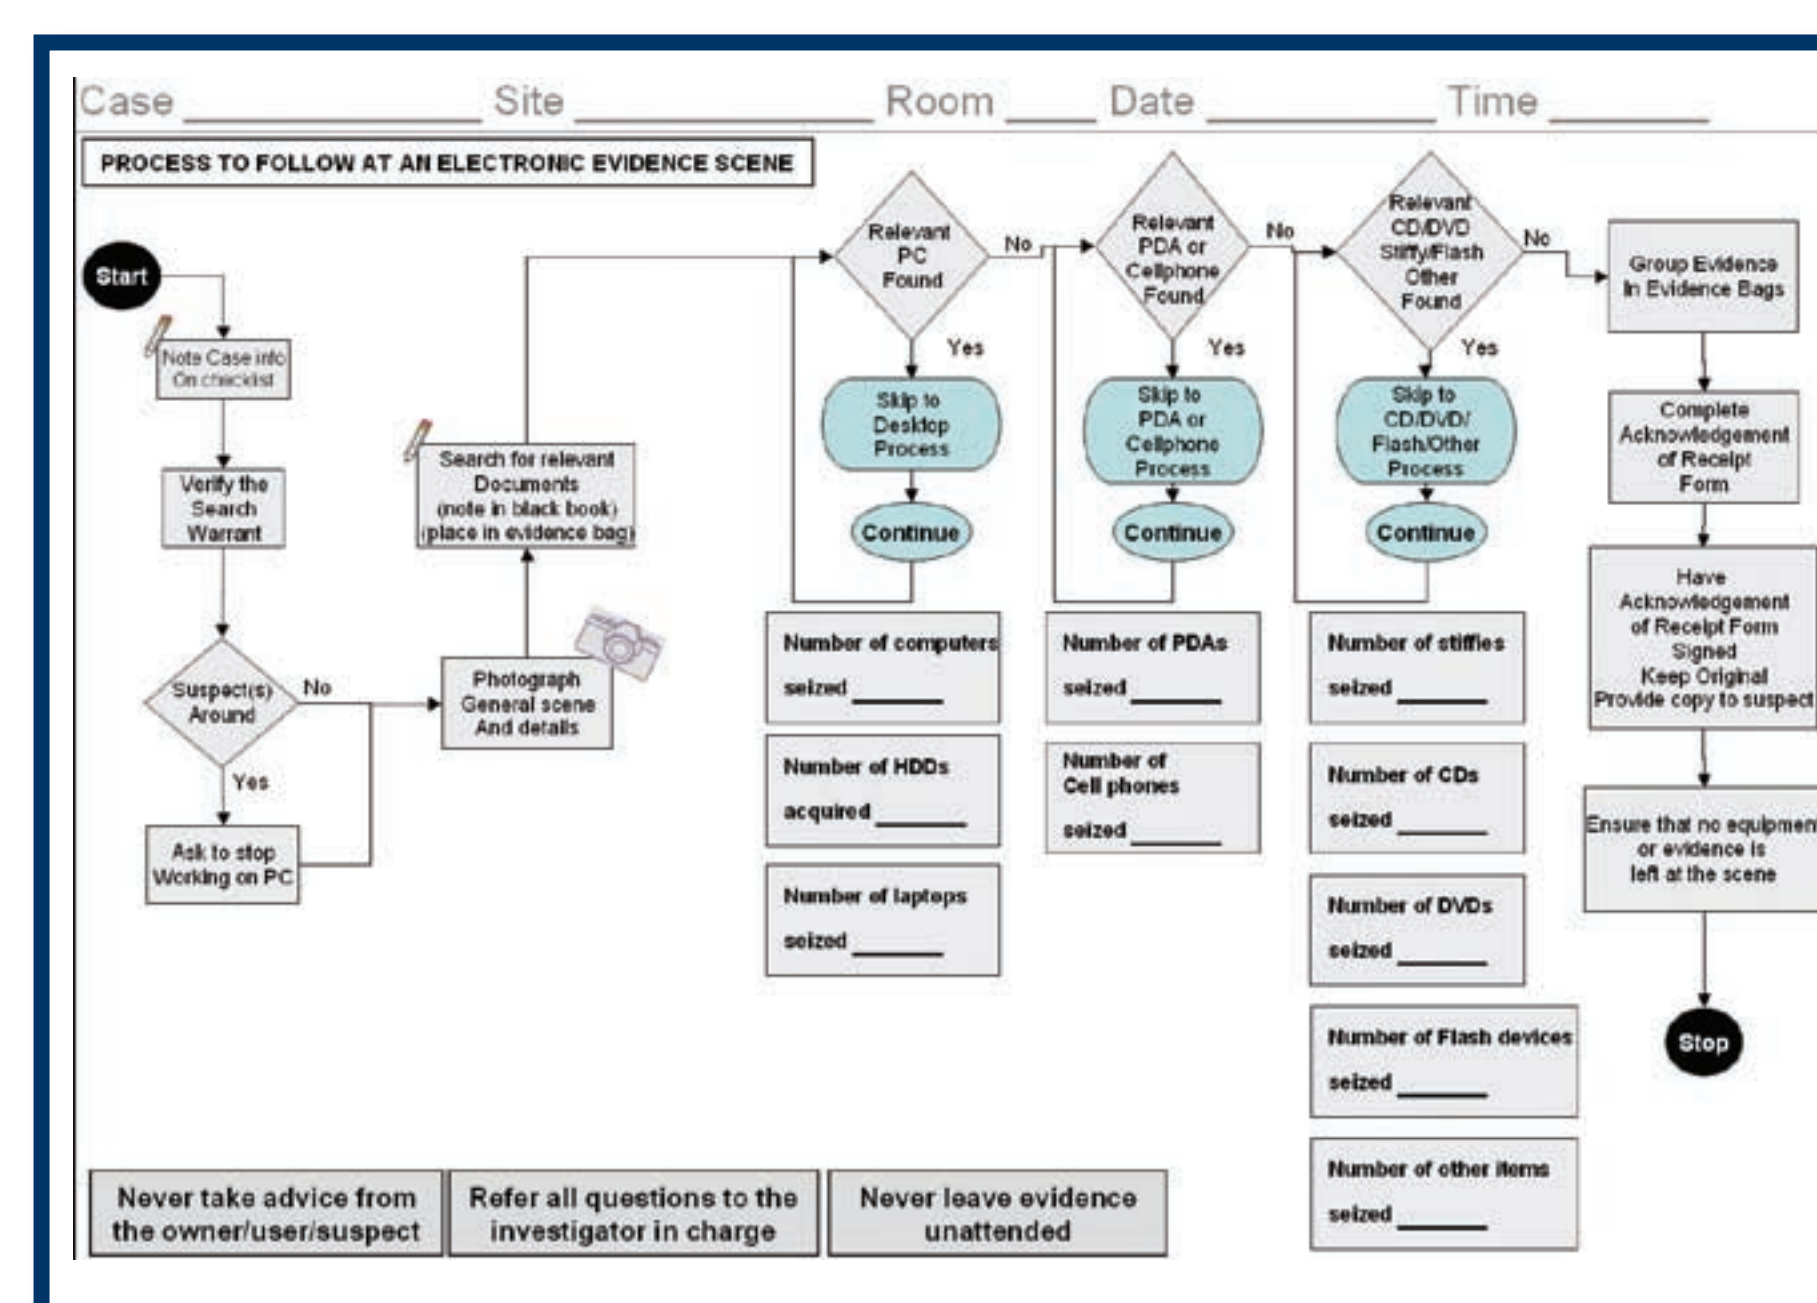 Case Site Room Date Time
PROCESS TO FOLLOW AT AN ELECTRONIC EVIDENCE SCENE
Start
Note Case info
On checklist
Verify the
Search
Warrant
Suspect(s)
Around
No
Yes
Ask to stop
Working on PC
Photograph
General scene
And details
Search for relevant
Documents
(note in black book)
(place in evidence bag)
Relevant
PC
Found
No
Yes
Skip to
Desktop
Process
Continue
Number of computers
seized
Number of HDDs
acquired
Number of laptops
seized
Relevant
PDA or
Cellphone
Found
No
Yes
Skip to
PDA or
Cellphone
Process
Continue
Number of PDAs
seized
Number of
Cell phones
seized
Relevant
CD/DVD
Stiffy/Flash
Other
Found
No
Yes
Skip to
CD/DVD/
Flash/Other
Process
Continue
Number of stiffies
seized
Number of CDs
seized
Number of DVDs
seized
Number of Flash devices
seized
Number of other items
seized
Group Evidence
In Evidence Bags
Complete
Acknowledgement
of Receipt
Form
Have
Acknowledgement
of Receipt Form
Signed
Keep Original
Provide copy to suspect
Ensure that no equipmen
or evidence is
left at the scene
Stop
Never take advice from
the owner/user/suspect
Refer all questions to the
investigator in charge
Never leave evidence
unattended